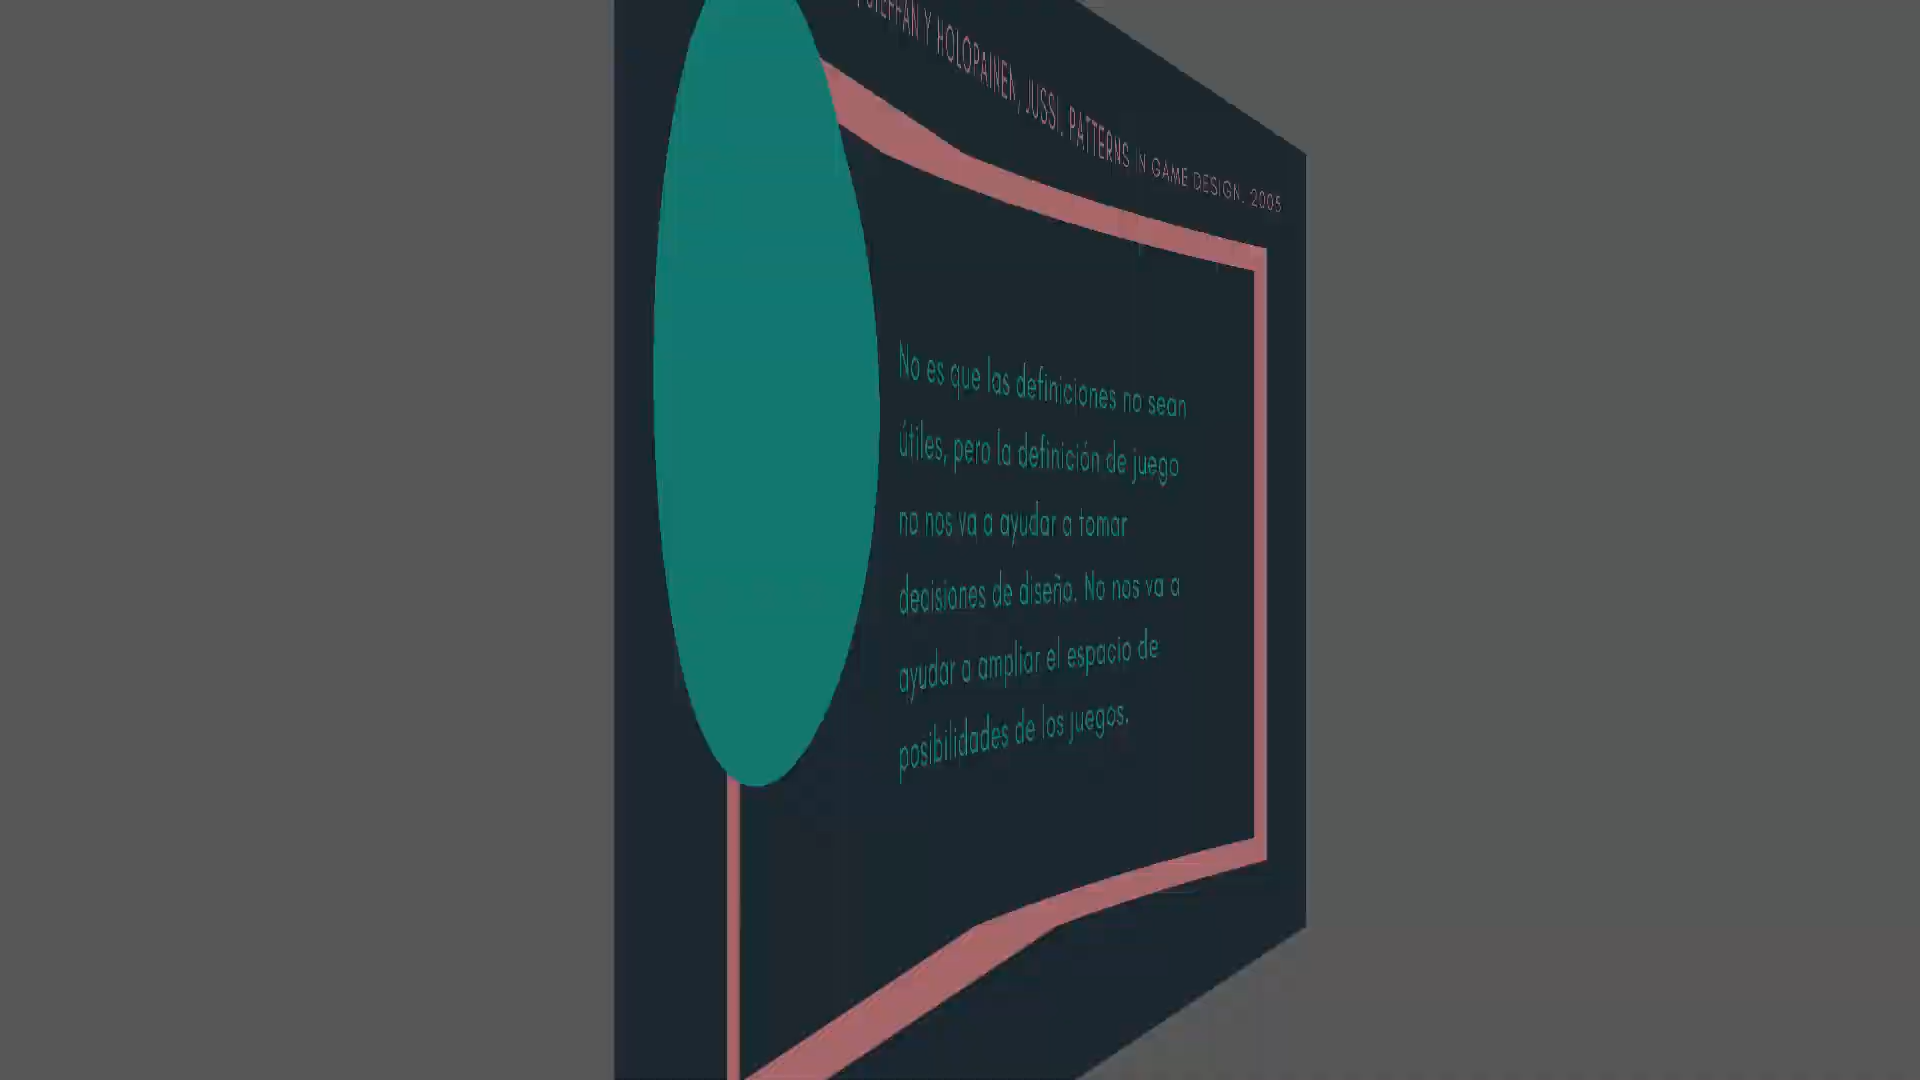 STEFFAN Y HOLOPAINEN, JUSSI. PATTERNS IN GAME DESIGN. 2005
No es que las definiciones no sean
útiles, pero la definición de juego
no nos va a ayudar a tomar
decisiones de diseño. No nos va a
ayudar a ampliar el espacio de
posibilidades de los juegos.